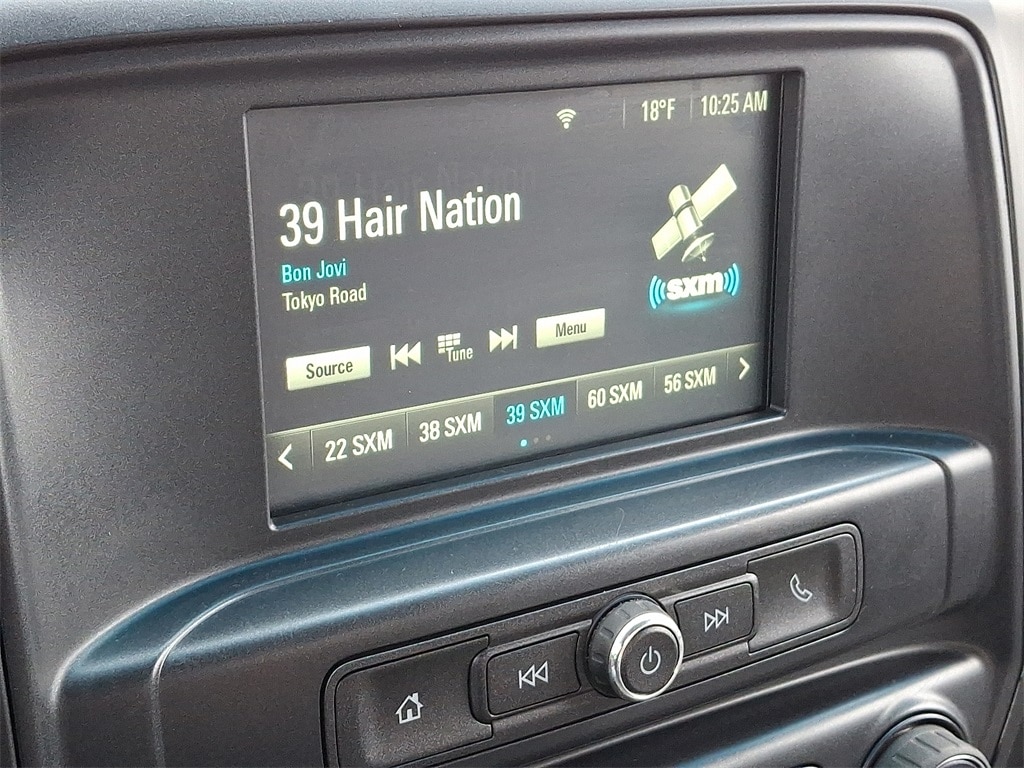 18°F 10:25 AM
39 Hair Nation
Bon Jovi
Tokyo Road
sxm
Source Tune Menu
22 SXM 38 SXM 39 SXM 60 SXM 56 SXM